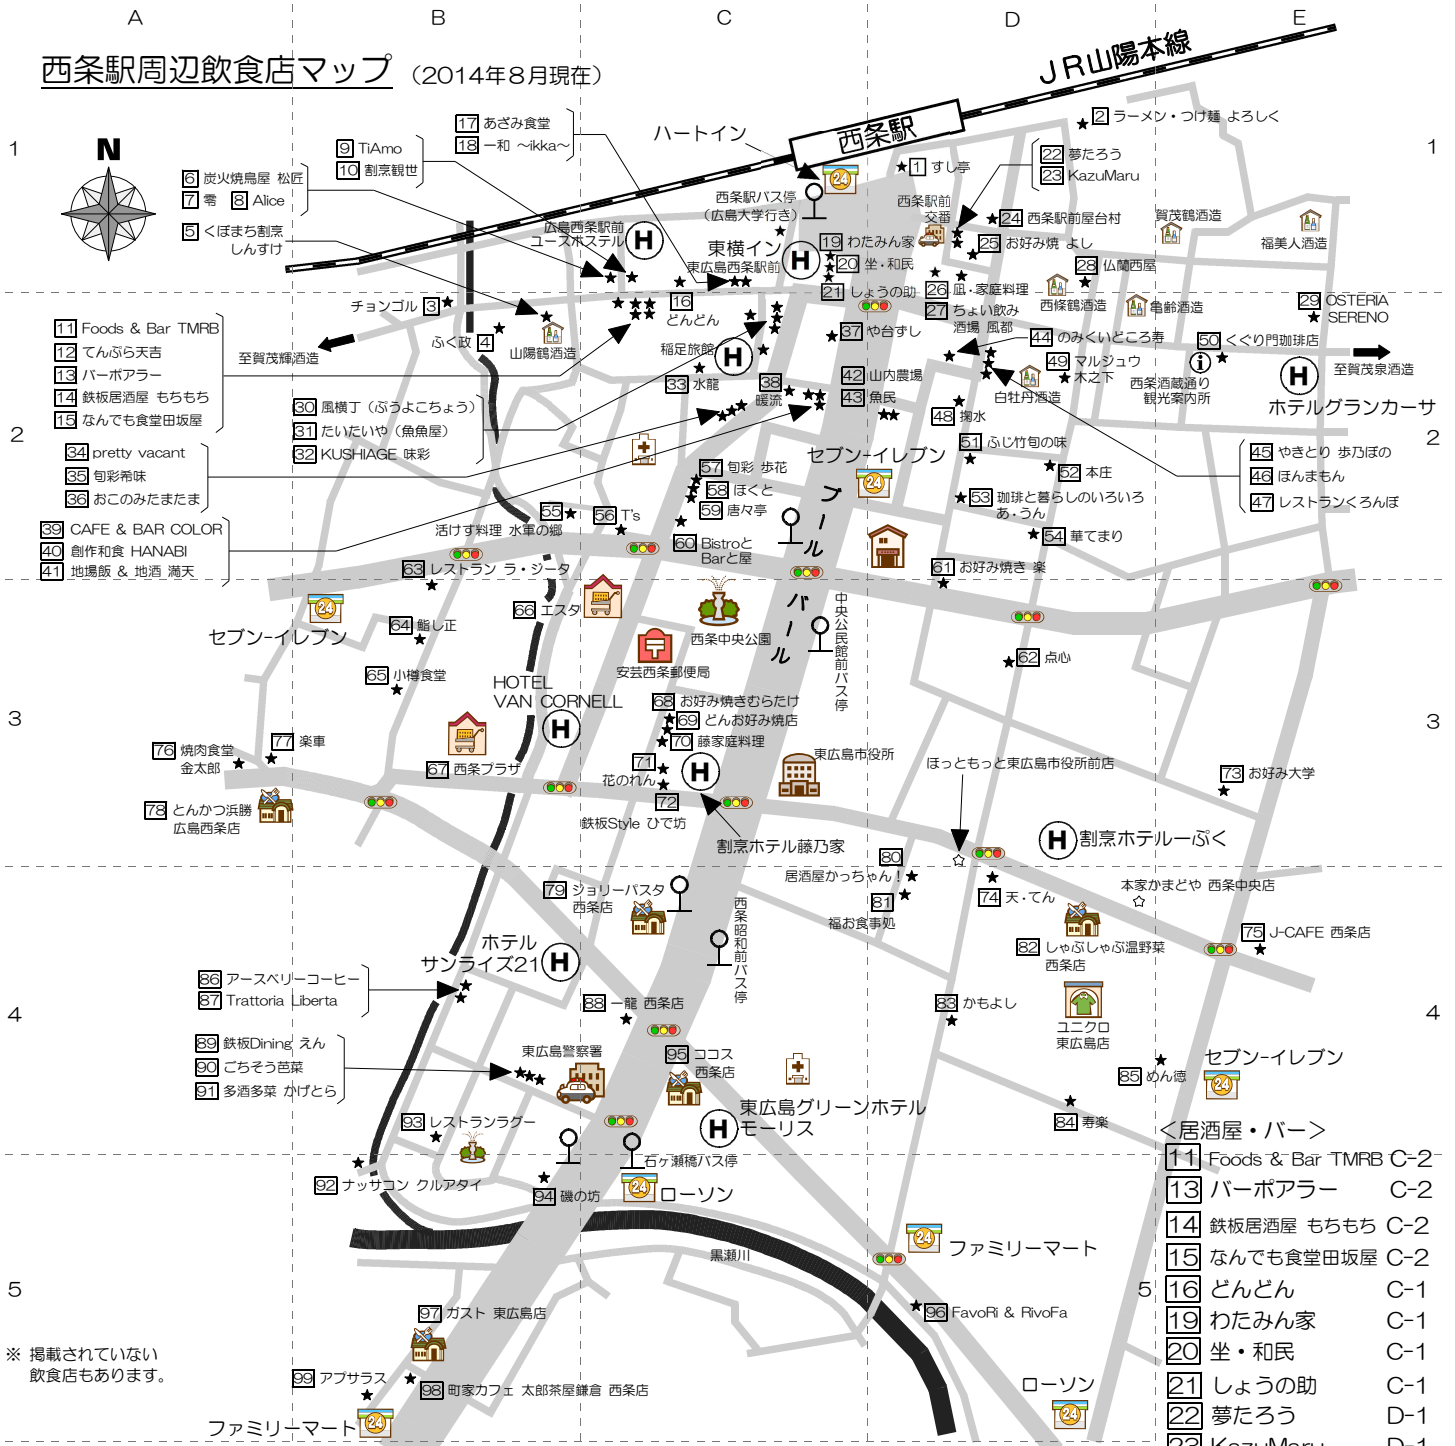 A
B
C
D
E
西条駅周辺飲食店マップ (2014年8月現在)
JR山陽本線
西条駅
ハートイン
1
1
N
17 あざみ食堂
18 一和 ～ikka～
9 TiAmo
10 割烹観世
6 炭火焼鳥屋 松匠
7 零 8 Alice
5 くぼまち割烹
しんすけ
2 ラーメン・つけ麺 よろしく
1 すし亭
22 夢たろう
23 KazuMaru
24
西条駅バス停
(広島大学行き)
西条駅前
交番
24 西条駅前屋台村
25 お好み焼 よし
賀茂鶴酒造
福美人酒造
広島西条駅前
ユースホステル
H
東横イン
東広島西条駅前
H
19 わたみん家
20 坐・和民
21 しょうの助
26 凪・家庭料理
27 ちょい飲み
酒場 風都
28 仏蘭西屋
西條鶴酒造
亀齢酒造
29 OSTERIA
SERENO
チョンゴル 3
16
どんどん
11 Foods & Bar TMRB
12 てんぷら天吉
13 バーポアラー
14 鉄板居酒屋 もちもち
15 なんでも食堂田坂屋
至賀茂輝酒造
ふく政 4
山陽鶴酒造
稲足旅館
H
37 や台ずし
44 のみくいどころ寿
50 くぐり門珈琲店
49 マルシュウ
木之下
白牡丹酒造
西条酒蔵通り
観光案内所
至賀茂泉酒造
H
ホテルグランカーサ
33 水龍
38
暖流
42 山内農場
43 魚民
48 掬水
30 風横丁(ぷうよこちょう)
31 たいたいや(魚魚屋)
32 KUSHIAGE 味彩
2
2
34 pretty vacant
35 旬彩希味
36 おこのみたまたま
51 ふじ竹旬の味
52 本庄
45 やきとり 歩乃ぼの
46 ほんまもん
47 レストランくろんぼ
セブン-イレブン
24
57 旬彩 歩花
58 ほくと
59 唐々亭
53 珈琲と暮らしのいろいろ
あ・うん
39 CAFE & BAR COLOR
40 創作和食 HANABI
41 地場飯 & 地酒 満天
55
活けす料理 水軍の郷
56 T's
60 Bistroと
Barと屋
54 華てまり
ブールバール
63 レストラン ラ・ジータ
61 お好み焼き 楽
24
セブン-イレブン
66 エスタ
64 鮨し正
西条中央公園
中央公民館前バス停
安芸西条郵便局
62 点心
65 小樽食堂
HOTEL
VAN CORNELL
H
68 お好み焼きむらたけ
69 どんお好み焼店
70 藤家庭料理
3
3
76 焼肉食堂
金太郎
77 楽車
67 西条プラザ
71
花のれん
H
東広島市役所
ほっともっと東広島市役所前店
73 お好み大学
72
鉄板Style ひで坊
78 とんかつ浜勝
広島西条店
割烹ホテル藤乃家
H 割烹ホテルーぷく
80
居酒屋かっちゃん!
81
福お食事処
74 天・てん
本家かまどや 西条中央店
79 ジョリーパスタ
西条店
西条昭和前バス停
75 J-CAFE 西条店
82 しゃぶしゃぶ温野菜
西条店
ホテル
サンライズ21 H
86 アースベリーコーヒー
87 Trattoria Liberta
88 一龍 西条店
83 かもよし
ユニクロ
東広島店
4
4
89 鉄板Dining えん
90 ごちそう芭菜
91 多酒多菜 かげとら
東広島警察署
95 ココス
西条店
85 めん徳
セブン-イレブン
24
93 レストランラグー
H
東広島グリーンホテル
モーリス
84 寿楽
石ヶ瀬橋バス停
92 ナッサコン クルアタイ
94 磯の坊
24 ローソン
黒瀬川
24 ファミリーマート
96 FavoRi & RivoFa
5
5
97 ガスト 東広島店
99 アプサラス
98 町家カフェ 太郎茶屋鎌倉 西条店
ファミリーマート 24
ローソン
24
※ 掲載されていない
飲食店もあります。
<居酒屋・バー>
11 Foods & Bar TMRB C-2
13 バーポアラー C-2
14 鉄板居酒屋 もちもち C-2
15 なんでも食堂田坂屋 C-2
16 どんどん C-1
19 わたみん家 C-1
20 坐・和民 C-1
21 しょうの助 C-1
22 夢たろう D-1
23 KazuMaru D-1